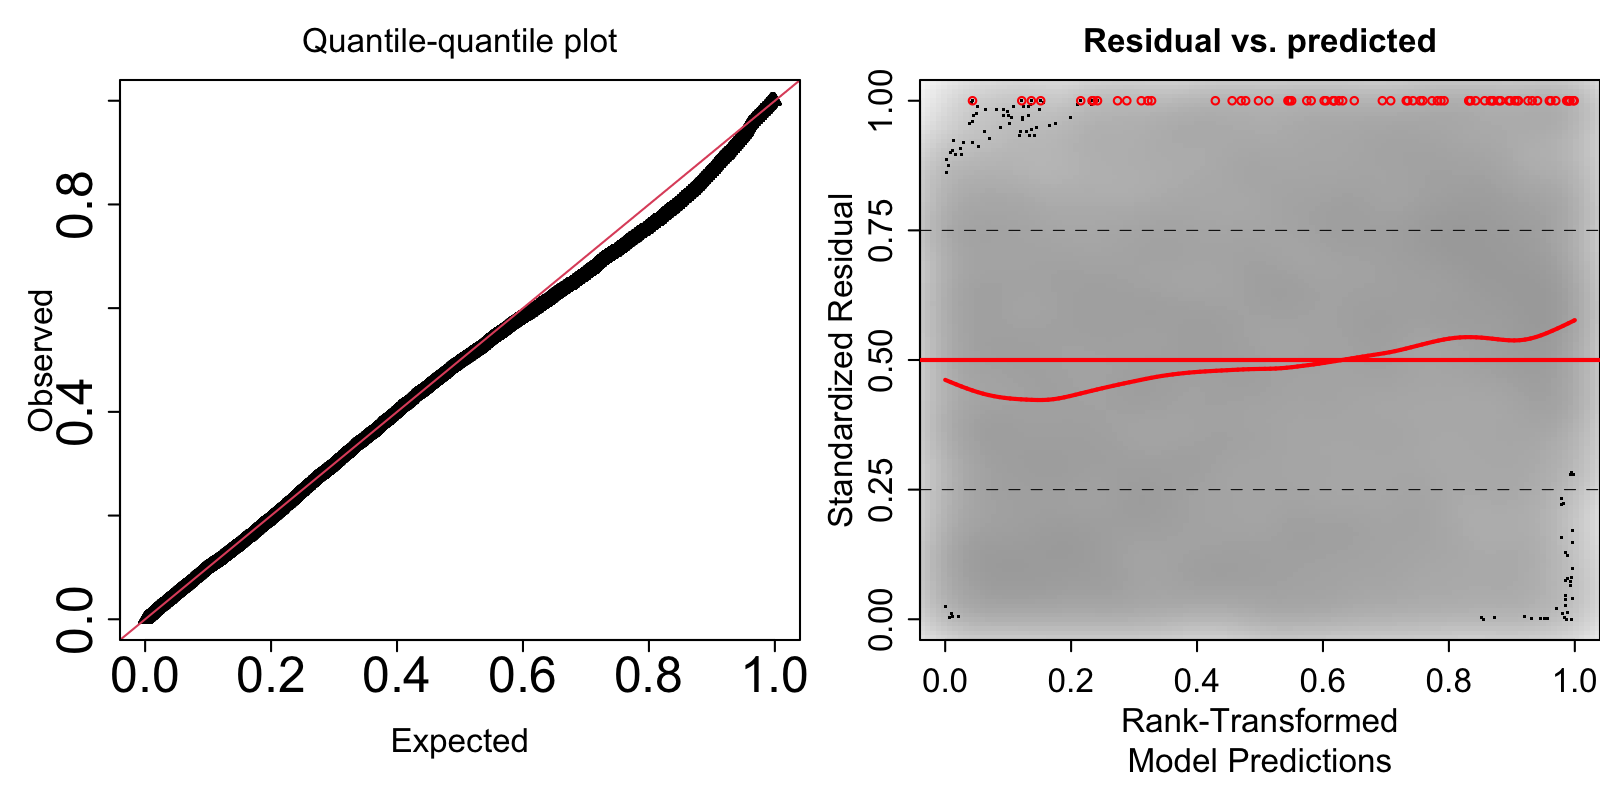 Quantile-quantile plot
Observed
0.0 0.4 0.8
0.0 0.2 0.4 0.6 0.8 1.0
Expected
Residual vs. predicted
Standardized Residual
0.00 0.25 0.50 0.75 1.00
0.0 0.2 0.4 0.6 0.8 1.0
Rank-Transformed
Model Predictions